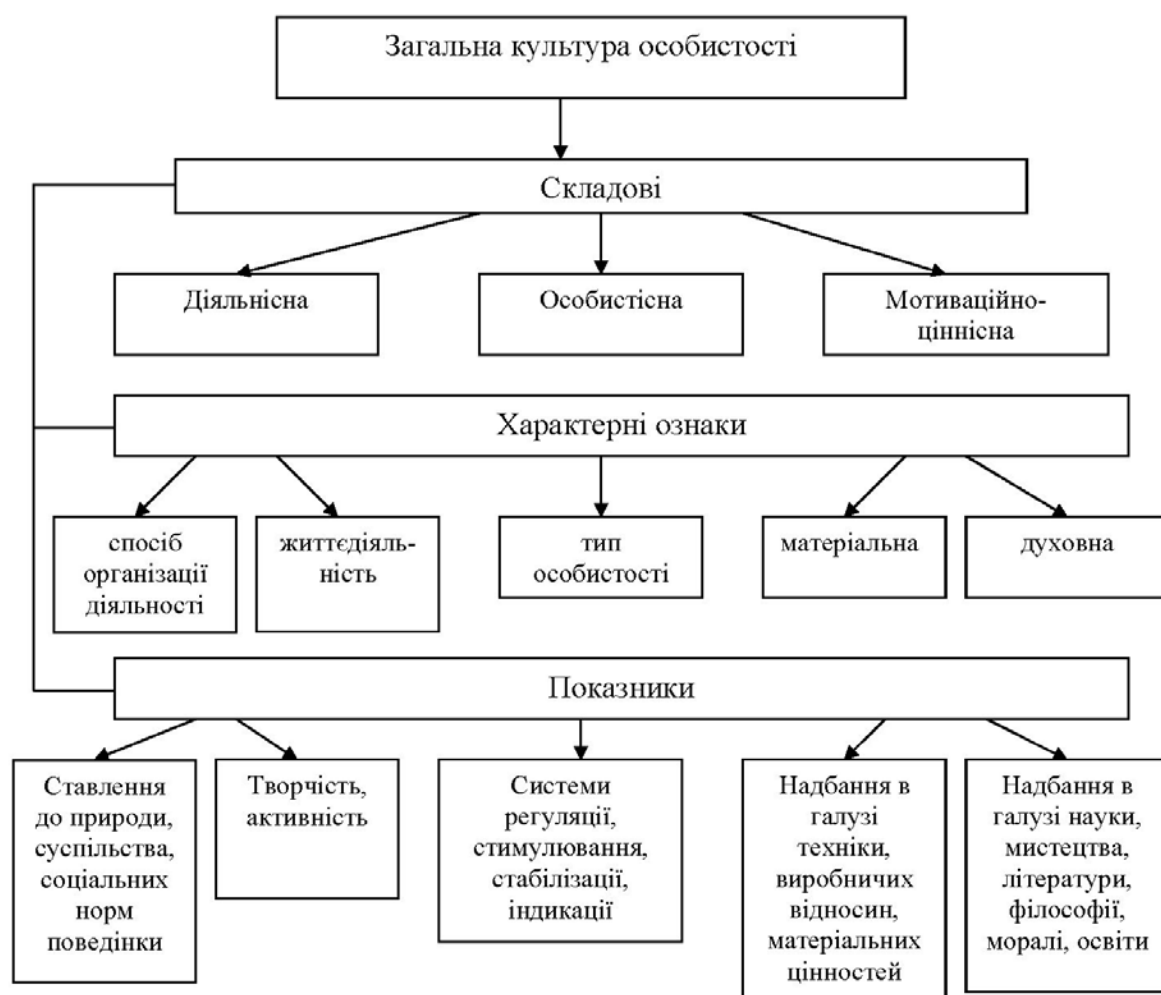 Загальна культура особистості
Складові
Діяльнісна
Особистісна
Мотиваційно-
ціннісна
Характерні ознаки
спосіб
організації
діяльності
життєдіяль-
ність
тип
особистості
матеріальна
духовна
Показники
Ставлення
до природи,
суспільства,
соціальних
норм
поведінки
Творчість,
активність
Системи
регуляції,
стимулювання,
стабілізації,
індикації
Надбання в
галузі
техніки,
виробничих
відносин,
матеріальних
цінностей
Надбання в
галузі науки,
мистецтва,
літератури,
філософії,
моралі, освіти